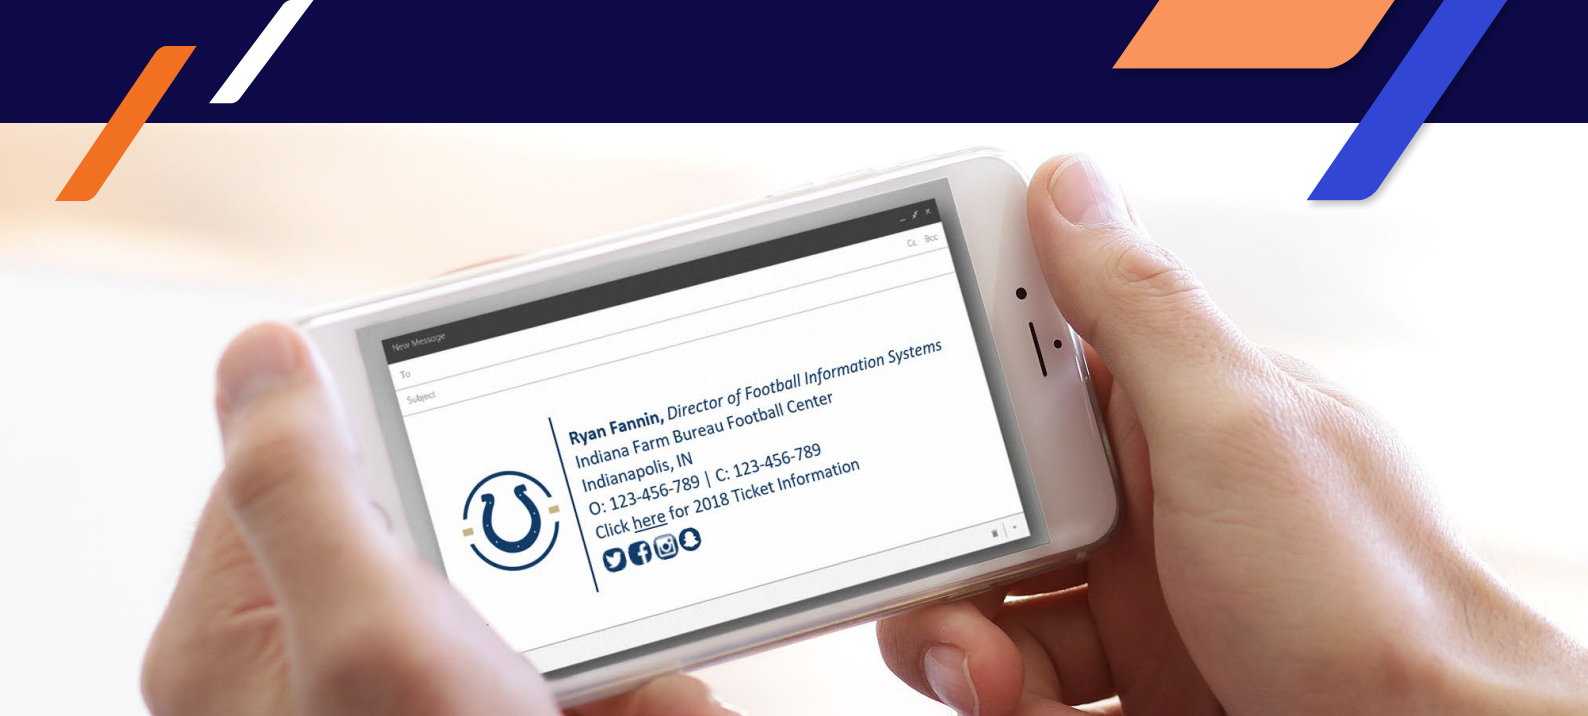 New Message
To
Cc Bcc
Subject
Ryan Fannin, Director of Football Information Systems
Indiana Farm Bureau Football Center
Indianapolis, IN
O: 123-456-789 | C: 123-456-789
Click here for 2018 Ticket Information